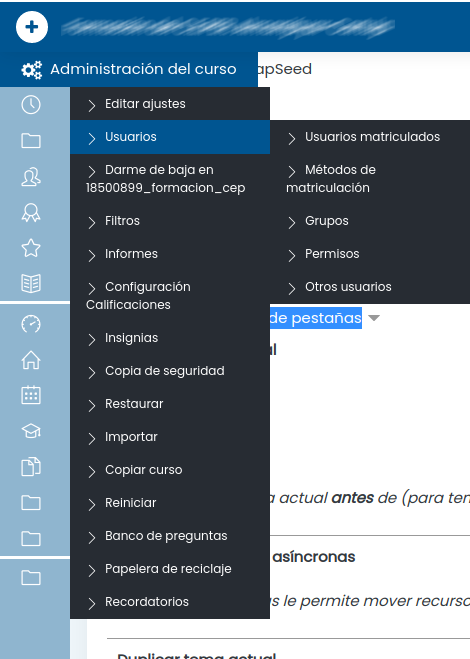 Administración del curso
apSeed
Editar ajustes
Usuarios
Darme de baja en
18500899_formacion_cep
Filtros
Informes
Configuración
Calificaciones
Insignias
Copia de seguridad
Restaurar
Importar
Copiar curso
Reiniciar
Banco de preguntas
Papelera de reciclaje
Recordatorios
Usuarios matriculados
Métodos de
matriculación
Grupos
Permisos
Otros usuarios
de pestañas
al
a actual antes de (para ten
asíncronas
as le permite mover recurso
Duplicar tema actual